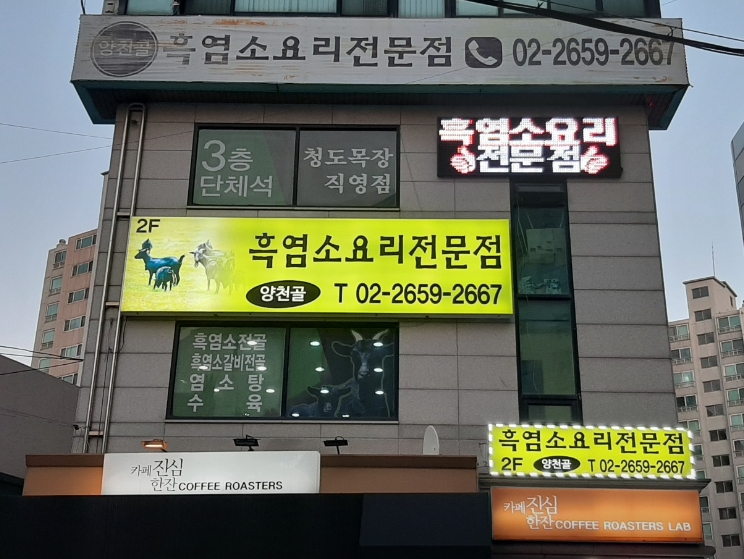 양천골 흑염소요리전문점 02-2659-2667
흑염소요리
전문점
3층
단체석
청도목장
직영점
2F
흑염소요리전문점
양천골 T 02-2659-2667
흑염소전골
흑염소갈비전골
염소탕
수육
흑염소요리전문점
2F 양천골 T 02-2659-2667
카페 진심
한잔 COFFEE ROASTERS
카페 진심
한잔 COFFEE ROASTERS LAB